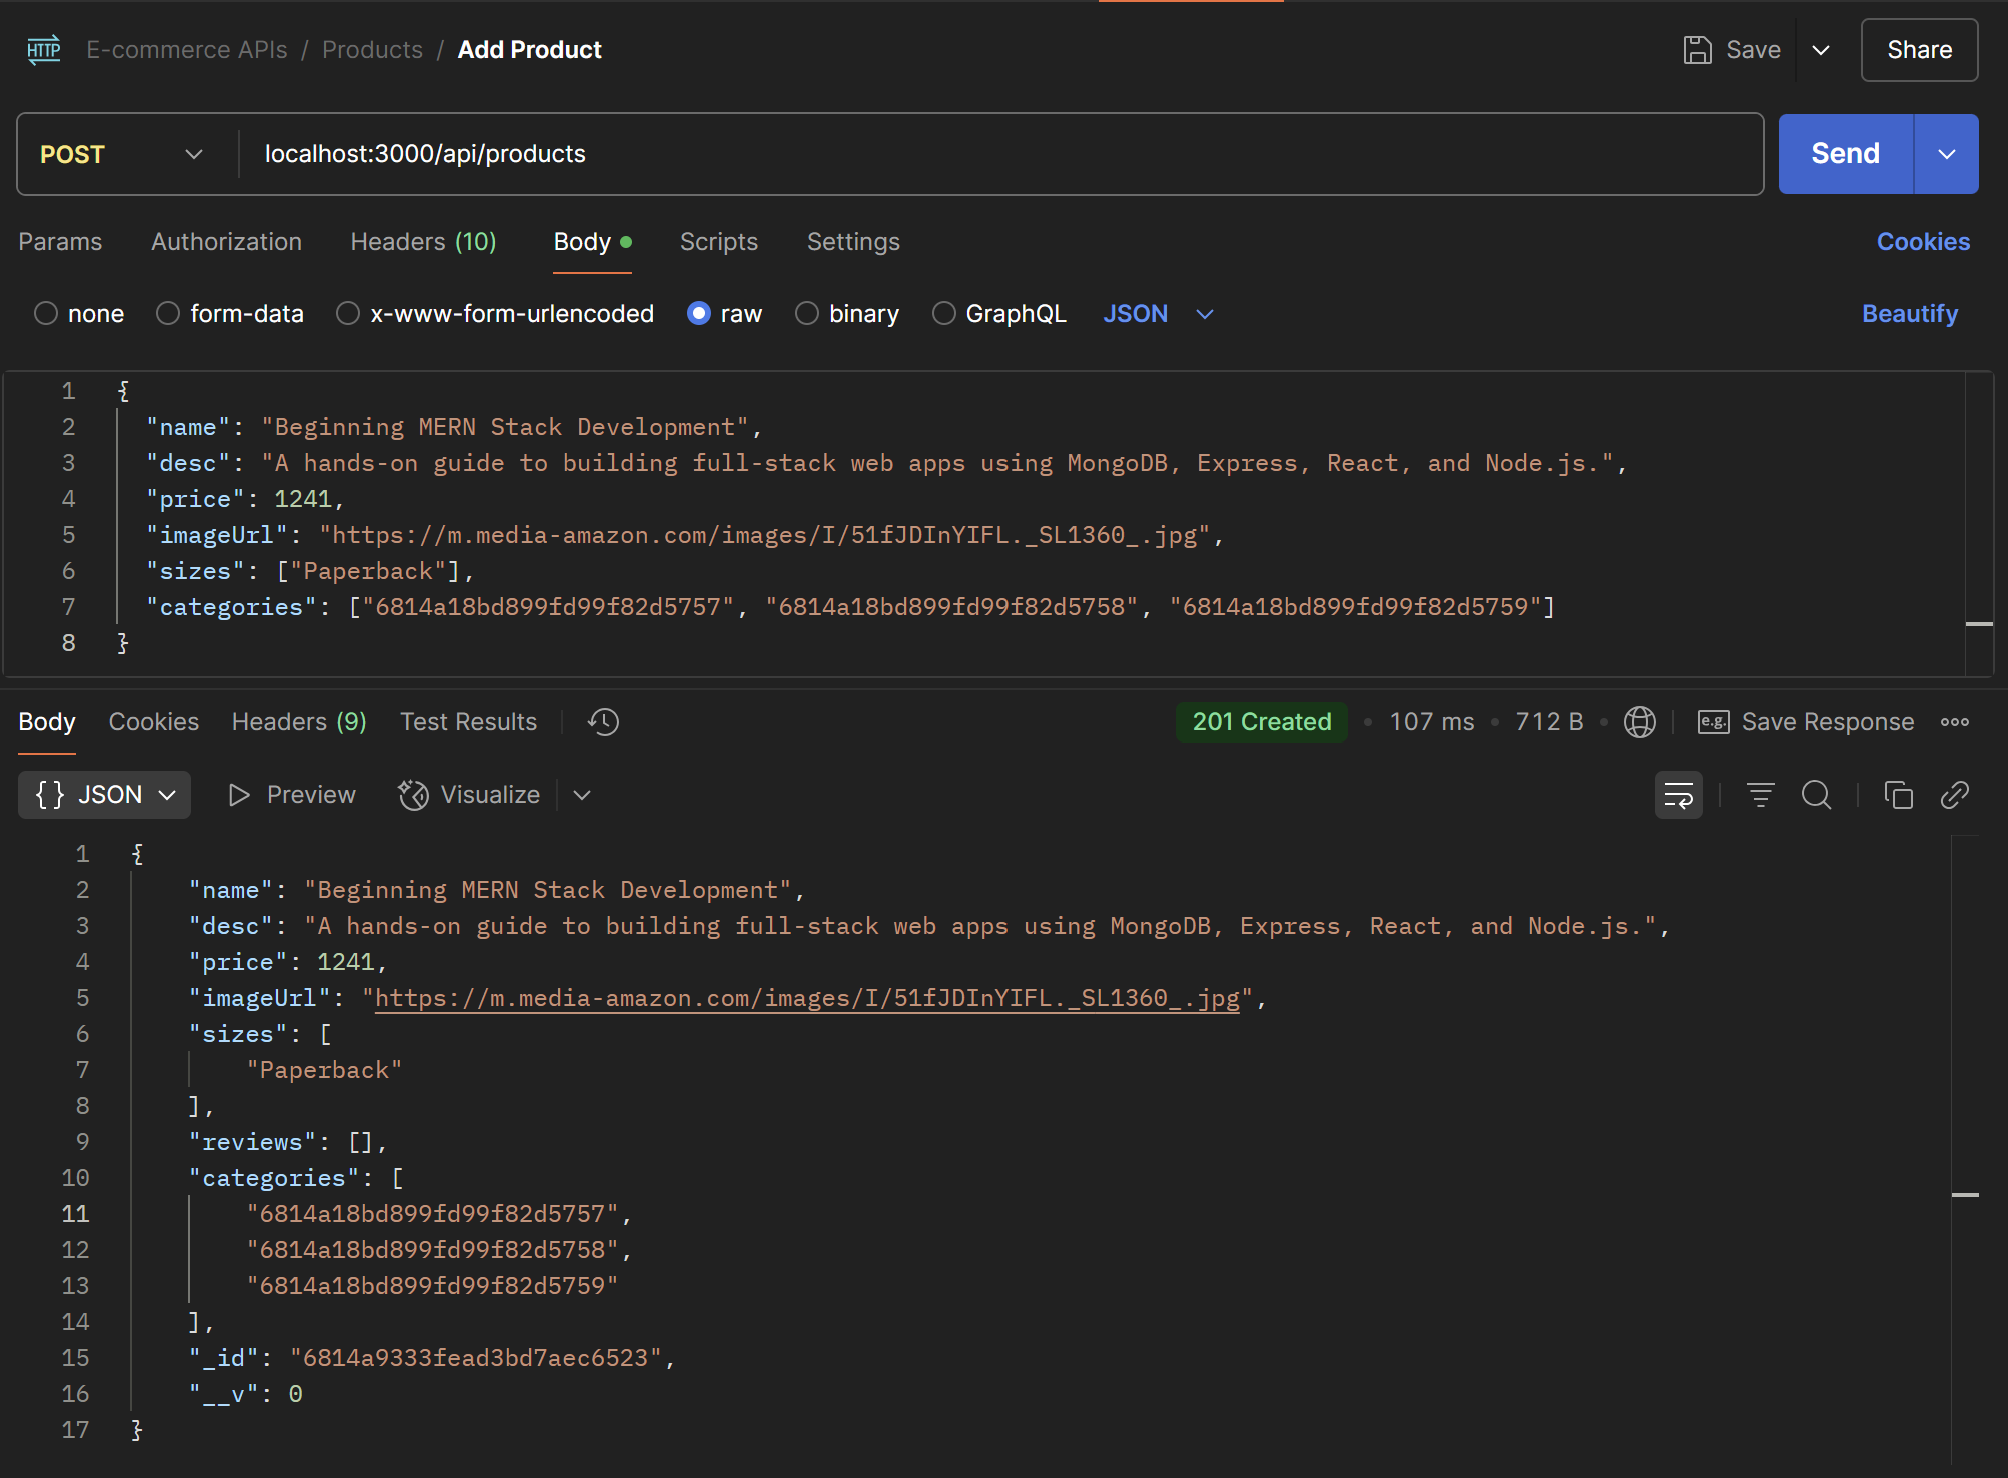 HTTP E-commerce APIs / Products / Add Product Save Share
POST localhost:3000/api/products Send
Params Authorization Headers (10) Body Scripts Settings Cookies
none form-data x-www-form-urlencoded raw binary GraphQL JSON Beautify
1 {
2 "name": "Beginning MERN Stack Development",
3 "desc": "A hands-on guide to building full-stack web apps using MongoDB, Express, React, and Node.js.",
4 "price": 1241,
5 "imageUrl": "https://m.media-amazon.com/images/I/51fJDInYIFL._SL1360_.jpg",
6 "sizes": ["Paperback"],
7 "categories": ["6814a18bd899fd99f82d5757", "6814a18bd899fd99f82d5758", "6814a18bd899fd99f82d5759"]
8 }
Body Cookies Headers (9) Test Results 201 Created • 107 ms • 712 B • e.g. Save Response
{} JSON Preview Visualize
1 {
2 "name": "Beginning MERN Stack Development",
3 "desc": "A hands-on guide to building full-stack web apps using MongoDB, Express, React, and Node.js.",
4 "price": 1241,
5 "imageUrl": "https://m.media-amazon.com/images/I/51fJDInYIFL._SL1360_.jpg",
6 "sizes": [
7 "Paperback"
8 ],
9 "reviews": [],
10 "categories": [
11 "6814a18bd899fd99f82d5757",
12 "6814a18bd899fd99f82d5758",
13 "6814a18bd899fd99f82d5759"
14 ],
15 "_id": "6814a9333fead3bd7aec6523",
16 "__v": 0
17 }